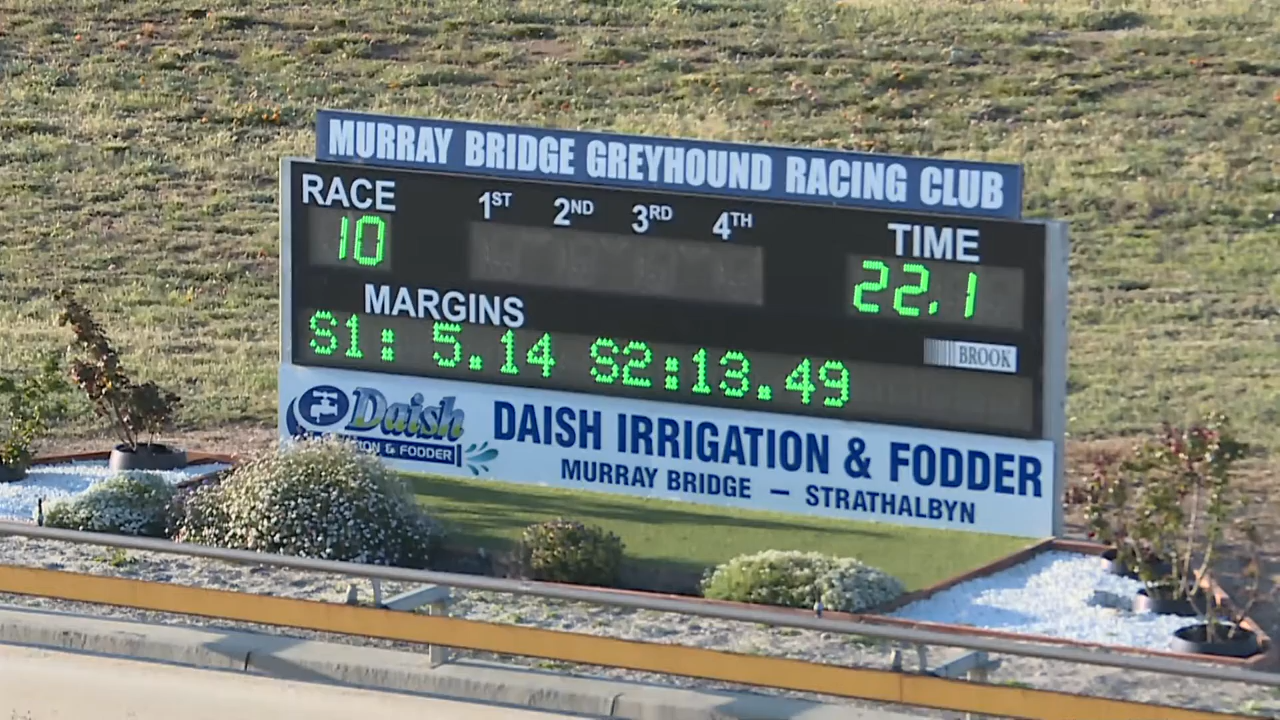 MURRAY BRIDGE GREYHOUND RACING CLUB
RACE 1ST 2ND 3RD 4TH TIME
10 22.1
MARGINS
S1: 5.14 S2:13.49
BROOK
Daish
& FODDER
DAISH IRRIGATION & FODDER
MURRAY BRIDGE – STRATHALBYN